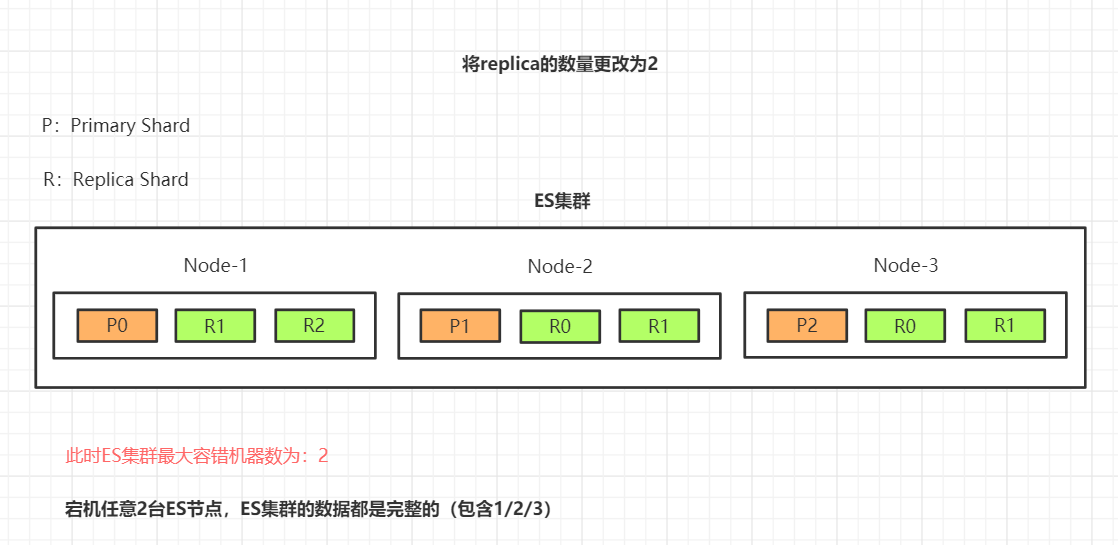 将replica的数量更改为2
P：Primary Shard
R：Replica Shard
ES集群
Node-1 Node-2 Node-3
P0 R1 R2 P1 R0 R1 P2 R0 R1
此时ES集群最大容错机器数为：2
宕机任意2台ES节点，ES集群的数据都是完整的（包含1/2/3）